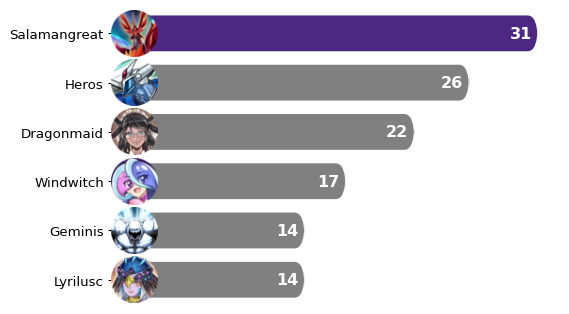 Salamangreat 31
Heros 26
Dragonmaid 22
Windwitch 17
Geminis 14
Lyrilusc 14